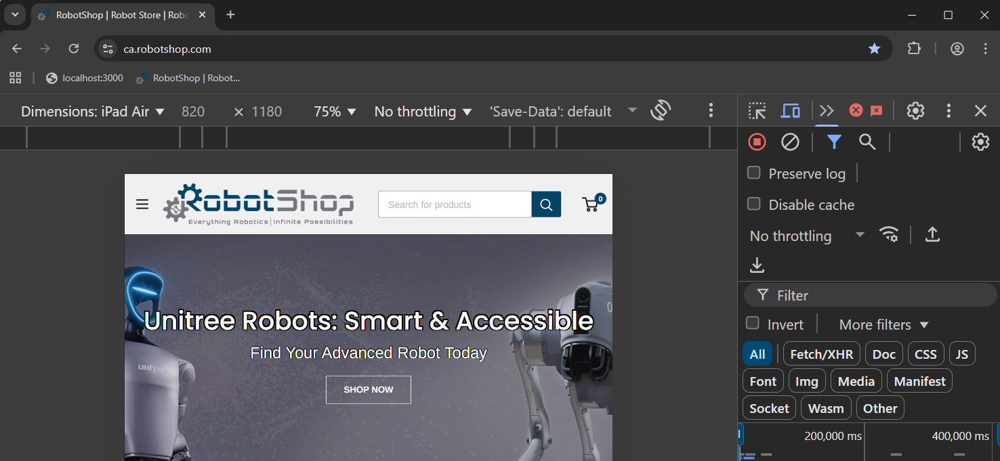 RobotShop | Robot Store | Robo
ca.robotshop.com
localhost:3000
RobotShop | Robot...
Dimensions: iPad Air 820 × 1180 75% No throttling 'Save-Data': default
Preserve log
Disable cache
No throttling
Filter
Invert More filters
All Fetch/XHR Doc CSS JS
Font Img Media Manifest
Socket Wasm Other
200,000 ms 400,000 ms
RobotShop
Everything Robotics | Infinite Possibilities
Search for products
0
Unitree Robots: Smart & Accessible
Find Your Advanced Robot Today
SHOP NOW
unitree